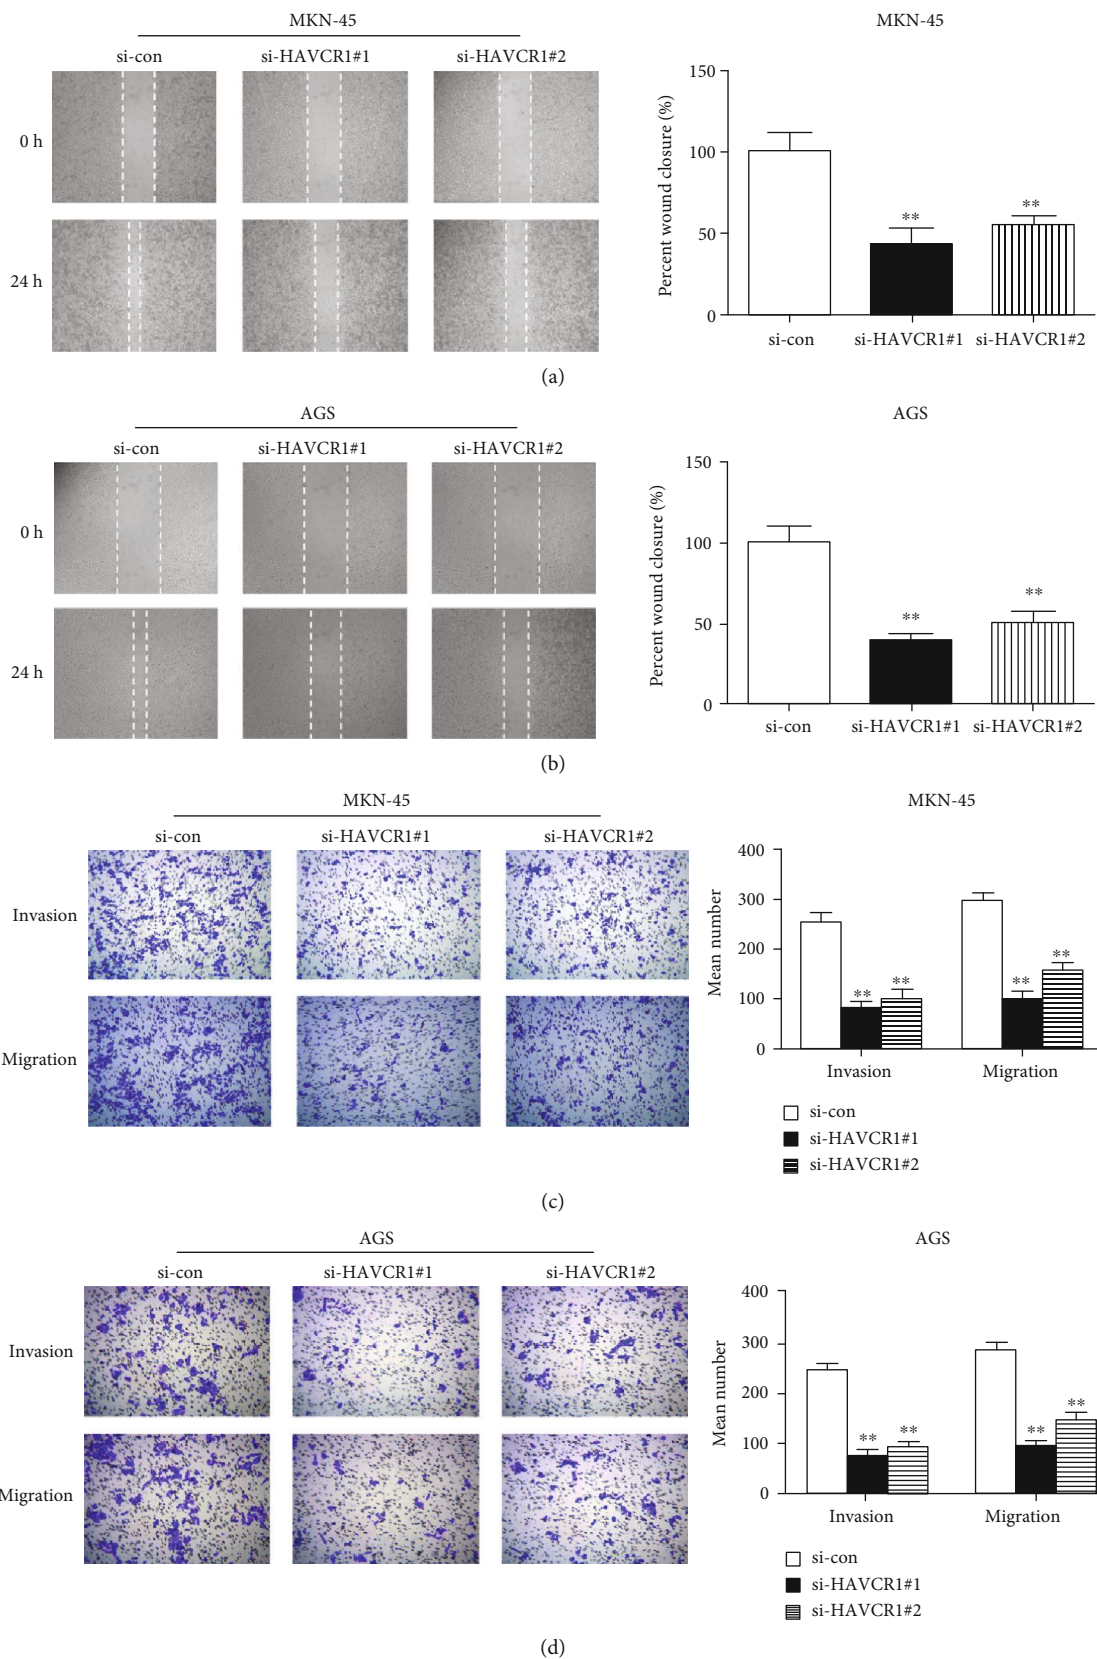 MKN-45
si-con si-HAVCR1#1 si-HAVCR1#2
0 h
24 h
MKN-45
Percent wound closure (%)
150
100
50
0
** **
si-con si-HAVCR1#1 si-HAVCR1#2
(a)
AGS
si-con si-HAVCR1#1 si-HAVCR1#2
0 h
24 h
AGS
Percent wound closure (%)
150
100
50
0
** **
si-con si-HAVCR1#1 si-HAVCR1#2
(b)
MKN-45
si-con si-HAVCR1#1 si-HAVCR1#2
Invasion
Migration
MKN-45
Mean number
400
300
200
100
0
** ** ** **
Invasion Migration
si-con
si-HAVCR1#1
si-HAVCR1#2
(c)
AGS
si-con si-HAVCR1#1 si-HAVCR1#2
Invasion
Migration
AGS
Mean number
400
300
200
100
0
** ** ** **
Invasion Migration
si-con
si-HAVCR1#1
si-HAVCR1#2
(d)